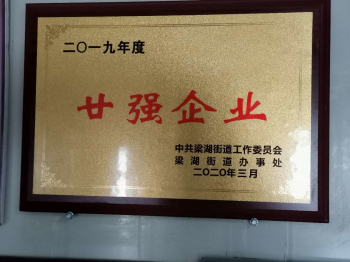 二〇一九年度
廿强企业
中共梁湖街道工作委员会
梁湖街道办事处
二〇二〇年三月